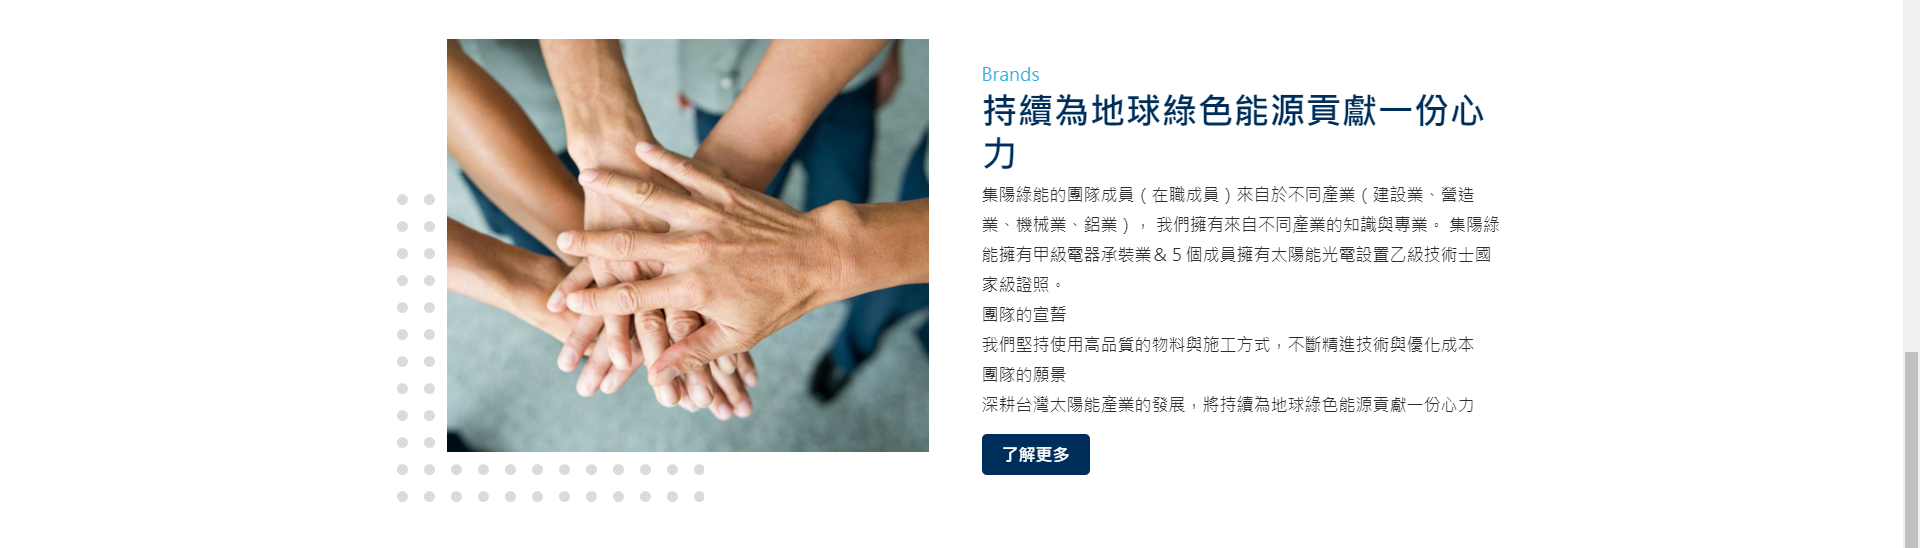 Brands
持續為地球綠色能源貢獻一份心
力
集陽綠能的團隊成員（在職成員）來自於不同產業（建設業、營造
業、機械業、鋁業），我們擁有來自不同產業的知識與專業。 集陽綠
能擁有甲級電器承裝業＆５個成員擁有太陽能光電設置乙級技術士國
家級證照。
團隊的宣誓
我們堅持使用高品質的物料與施工方式，不斷精進技術與優化成本
團隊的願景
深耕台灣太陽能產業的發展，將持續為地球綠色能源貢獻一份心力
了解更多